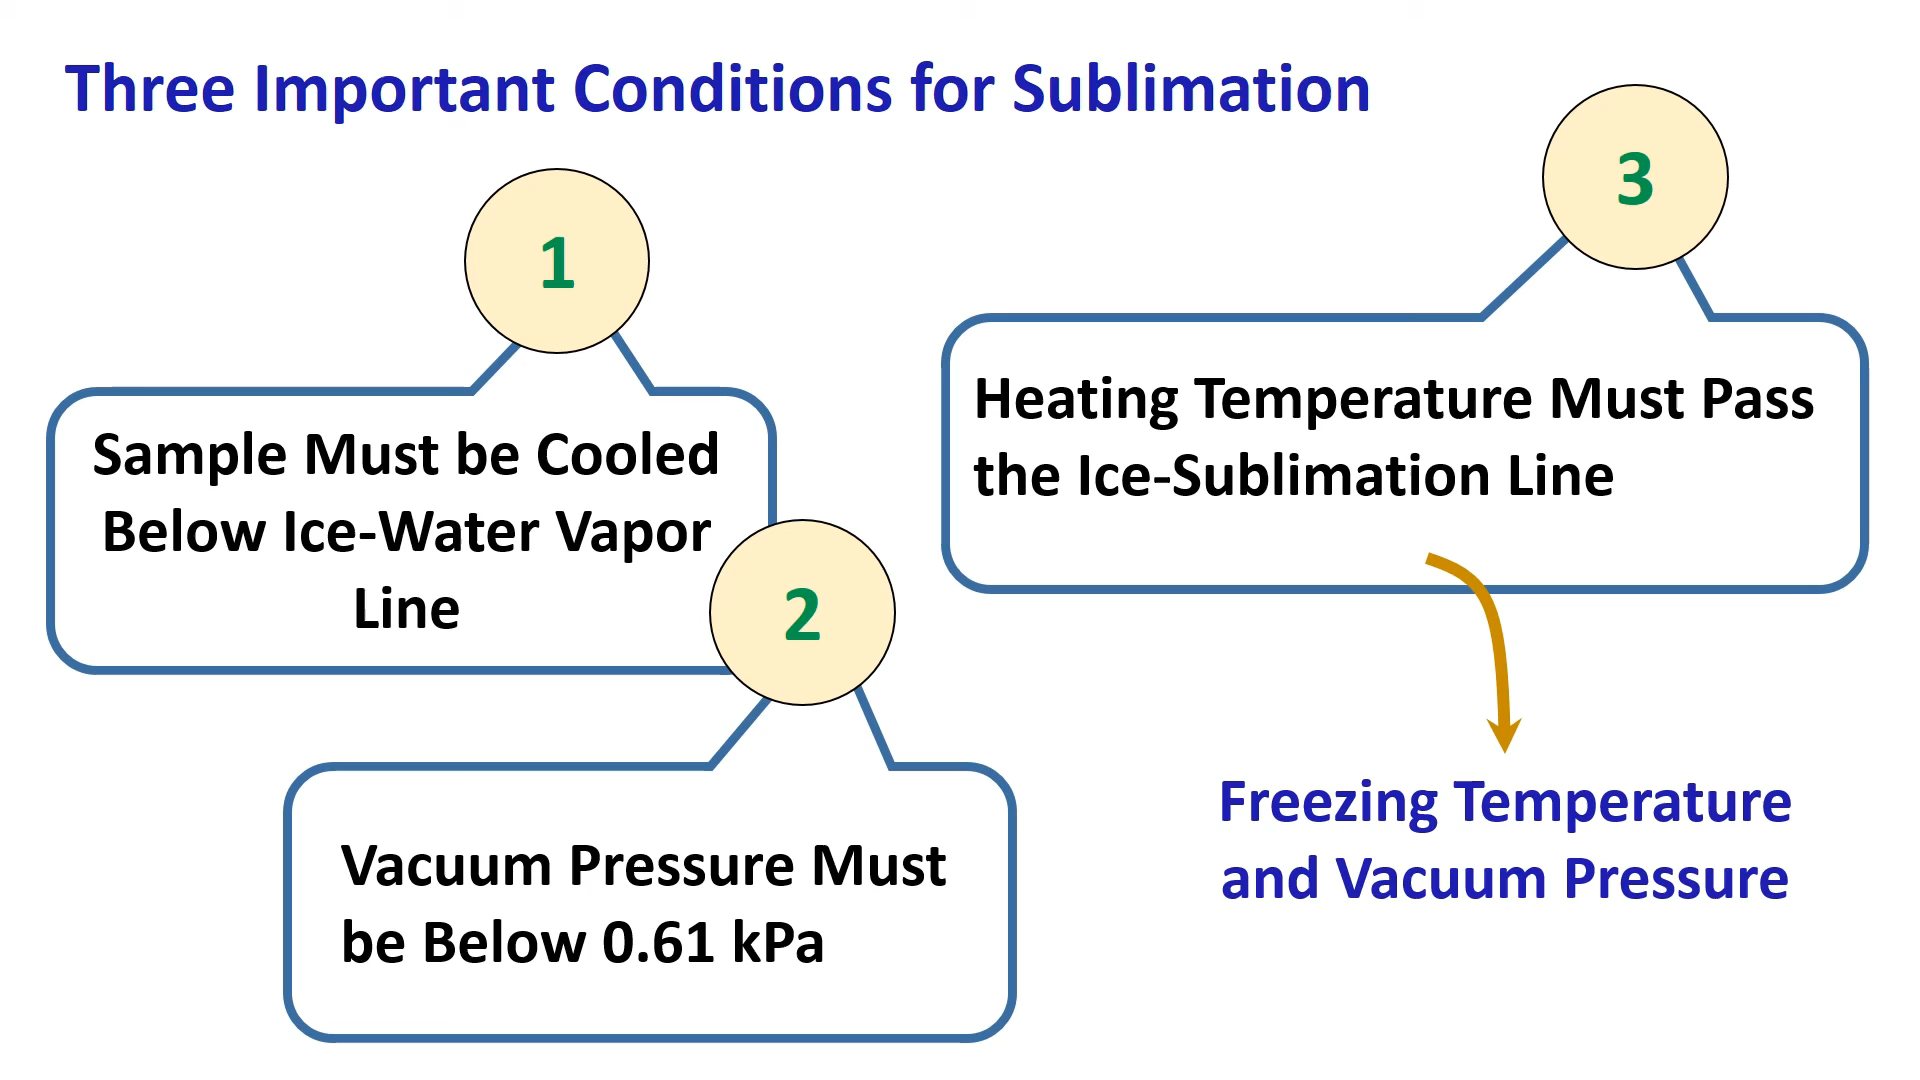 Three Important Conditions for Sublimation
1
Sample Must be Cooled
Below Ice-Water Vapor
Line
2
Vacuum Pressure Must
be Below 0.61 kPa
3
Heating Temperature Must Pass
the Ice-Sublimation Line
Freezing Temperature
and Vacuum Pressure